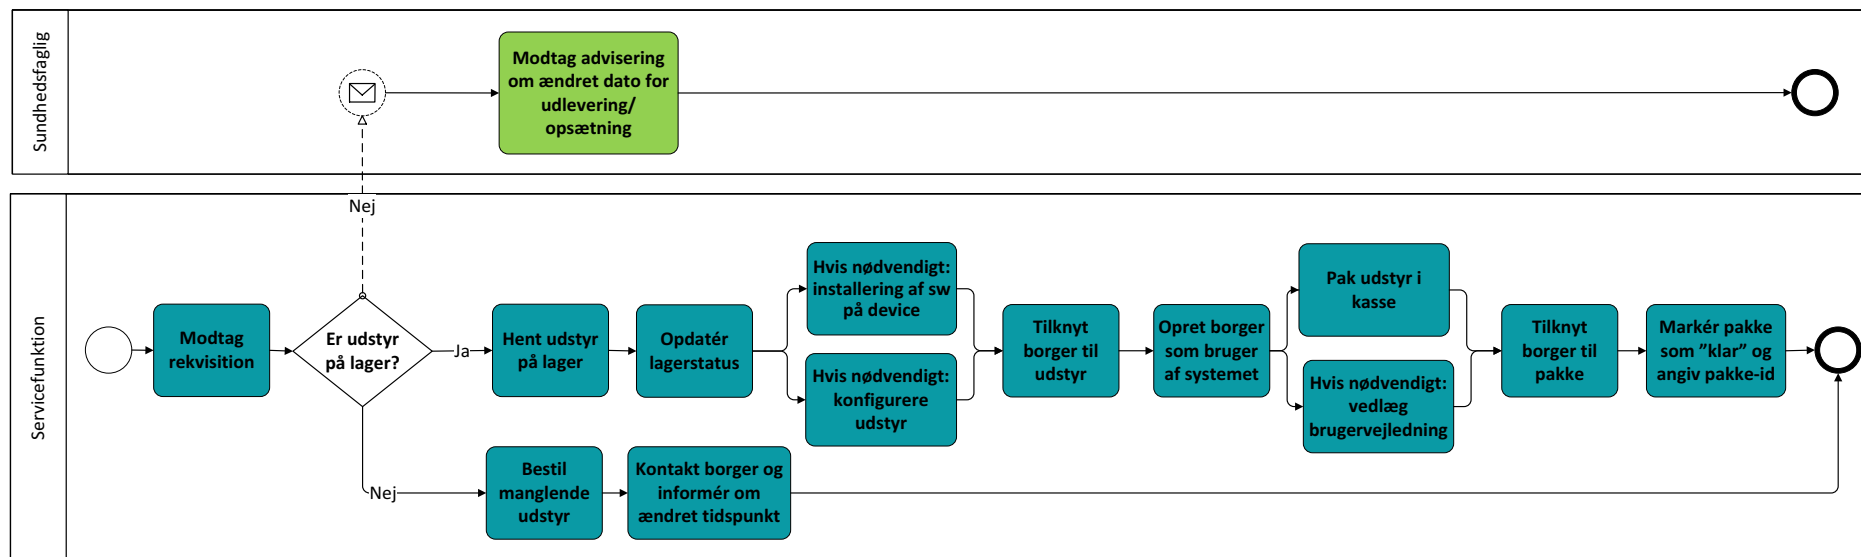 Sundhedsfaglig
Modtag advisering
om ændret dato for
udlevering/
opsætning
Servicefunktion
Nej
Modtag
rekvisition
Er udstyr
på lager?
Ja
Hent udstyr
på lager
Opdatér
lagerstatus
Hvis nødvendigt:
installering af sw
på device
Hvis nødvendigt:
konfigurere
udstyr
Tilknyt
borger til
udstyr
Opret borger
som bruger
af systemet
Pak udstyr i
kasse
Hvis nødvendigt:
vedlæg
brugervejledning
Tilknyt
borger til
pakke
Markér pakke
som ”klar” og
angiv pakke-id
Nej
Bestil
manglende
udstyr
Kontakt borger og
informér om
ændret tidspunkt